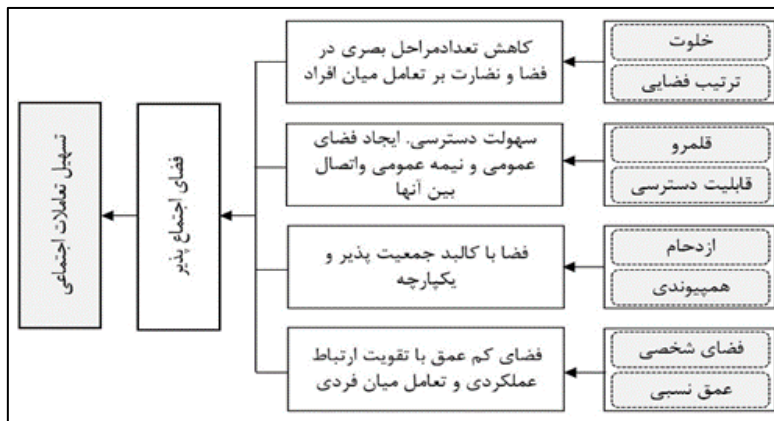 خلوت
ترتیب فضایی
کاهش تعدادمراحل بصری در
فضا و نضارت بر تعامل میان افراد
قلمرو
قابلیت دسترسی
سهولت دسترسی. ایجاد فضای
عمومی و نیمه عمومی واتصال
بین آنها
ازدحام
همپیوندی
فضا با کالبد جمعیت پذیر و
یکپارچه
فضای شخصی
عمق نسبی
فضای کم عمق با تقویت ارتباط
عملکردی و تعامل میان فردی
فضای اجتماع پذیر
تسهیل تعاملات اجتماعی